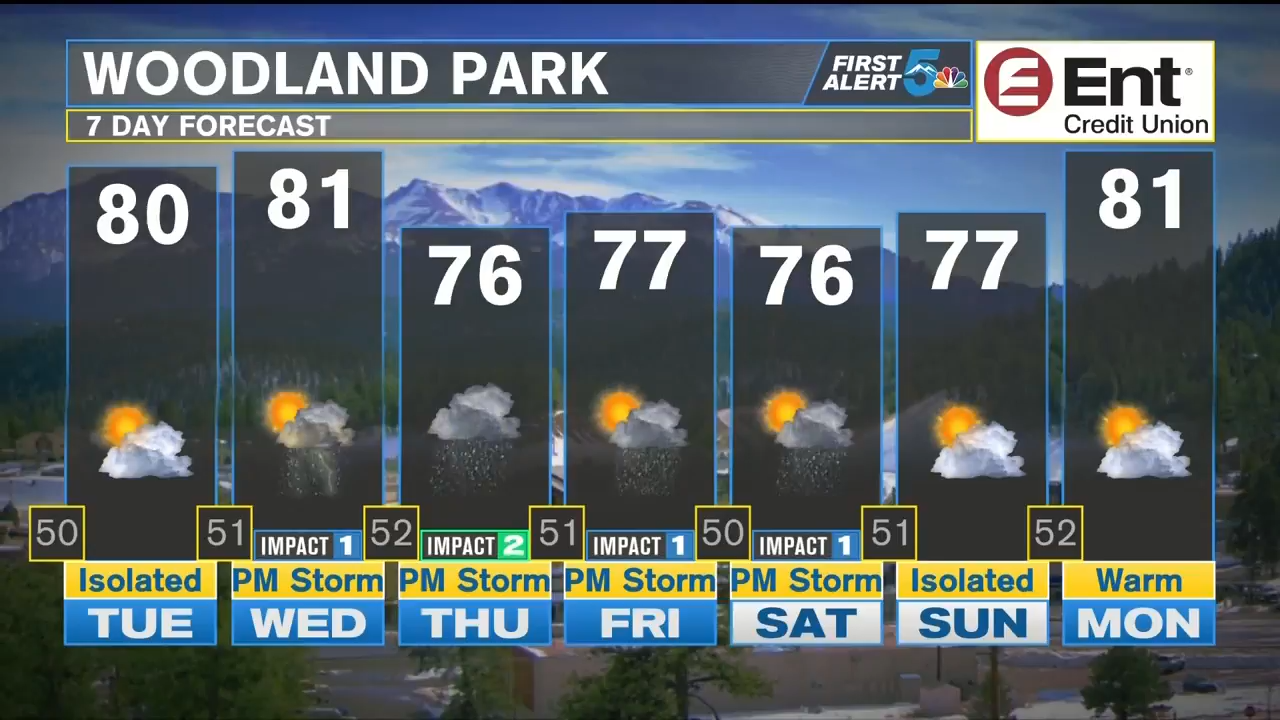 WOODLAND PARK
FIRST
ALERT 5
Ent®
Credit Union
7 DAY FORECAST
80 81 76 77 76 77 81
50 51 52 51 50 51 52
IMPACT 1 IMPACT 2 IMPACT 1 IMPACT 1
Isolated PM Storm PM Storm PM Storm PM Storm Isolated Warm
TUE WED THU FRI SAT SUN MON